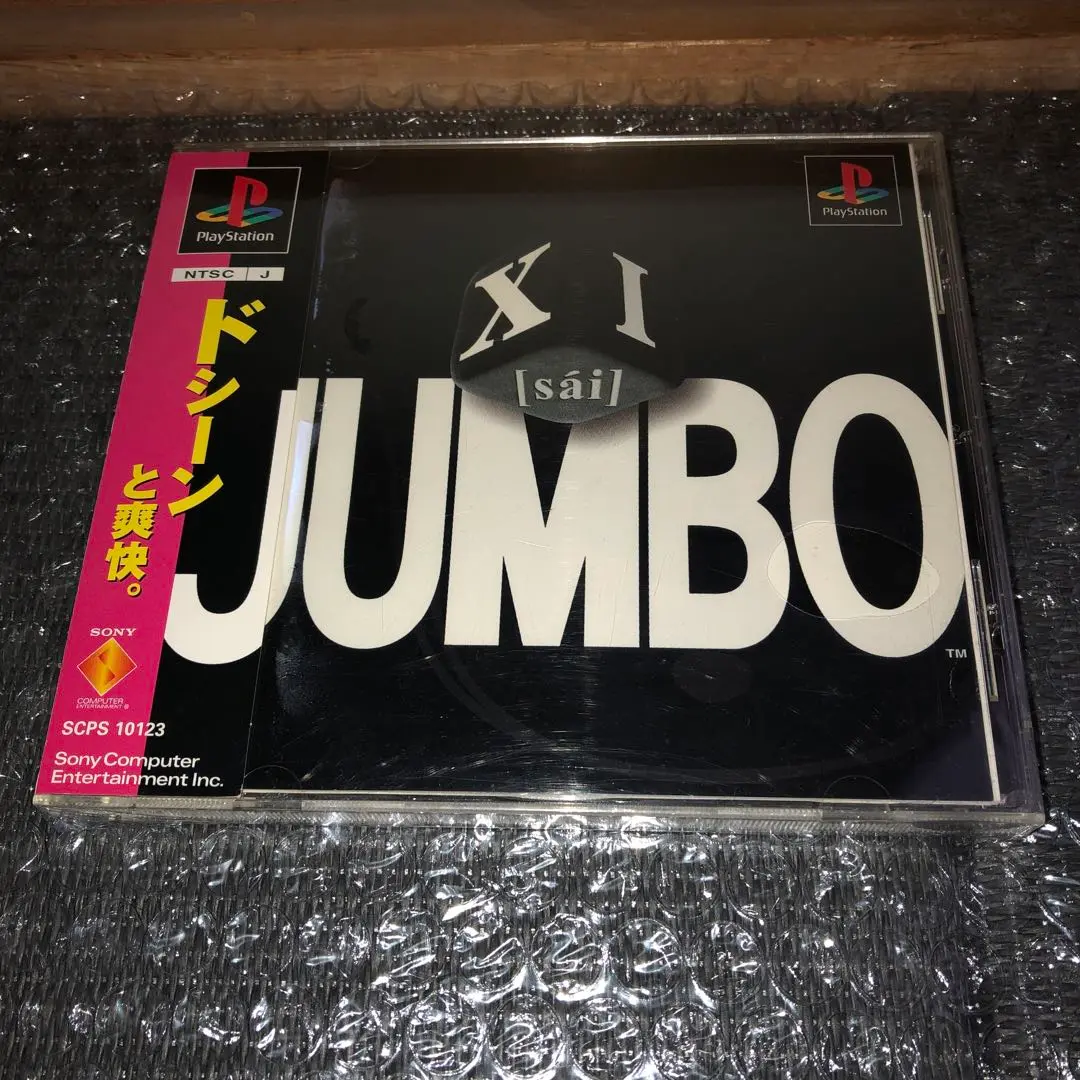 PlayStation
NTSC J
ドシーン
と爽快。
SONY
COMPUTER
ENTERTAINMENT ®
SCPS 10123
Sony Computer
Entertainment Inc.
PlayStation
XI
[sái]
JUMBO
TM